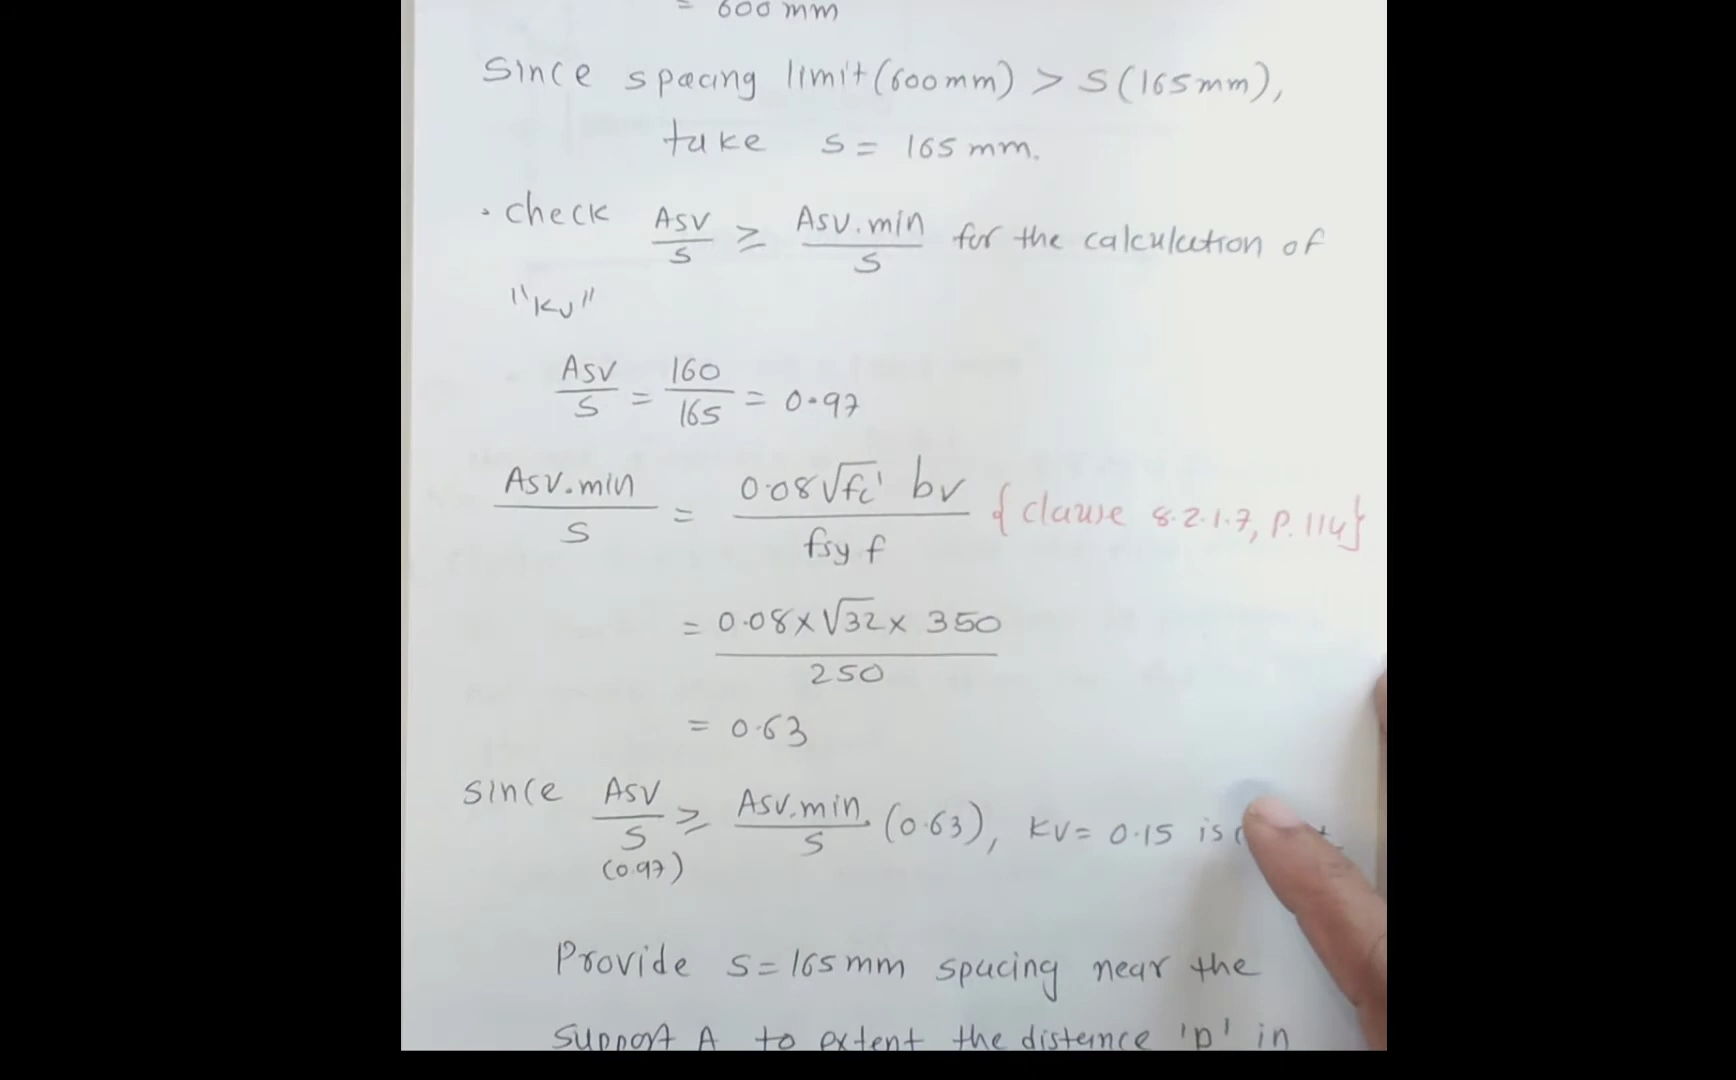 = 600 mm
Since spacing limit (600mm) > S (165mm),
take S = 165 mm.
• check Asv/S ≥ Asv.min/S for the calculation of
"kv"
Asv/S = 160/165 = 0.97
Asv.min/S = 0.08√fc' bv / fsy.f {clause 8.2.1.7, P.114}
= 0.08 x √32 x 350 / 250
= 0.63
since Asv/S (0.97) ≥ Asv.min/S (0.63), kv = 0.15 is
Provide S = 165 mm spacing near the
support A to extent the distance 'D' in